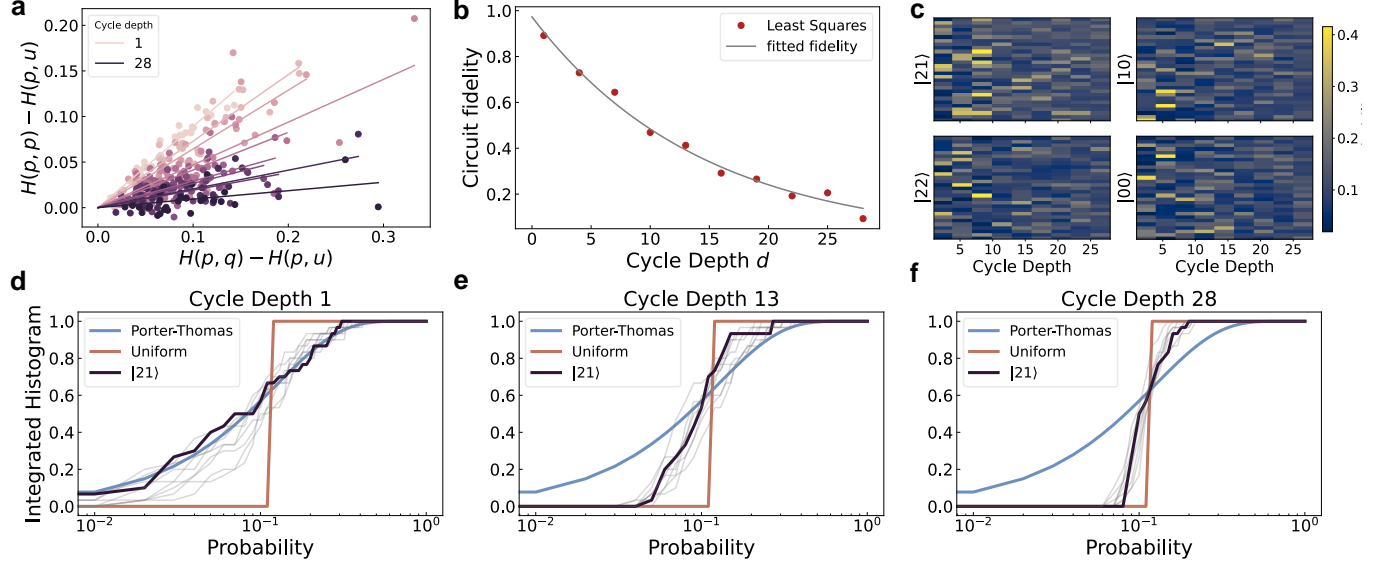 a
Cycle depth
1
28
H(p, p) − H(p, u)
0.20
0.15
0.10
0.05
0.00
0.0
0.1
0.2
0.3
H(p, q) − H(p, u)
b
Least Squares
fitted fidelity
Circuit fidelity
1.0
0.8
0.6
0.4
0.2
0
5
10
15
20
25
Cycle Depth d
c
|21⟩
|10⟩
|22⟩
|00⟩
5
10
15
20
25
Cycle Depth
5
10
15
20
25
Cycle Depth
0.4
0.3
0.2
0.1
d
Cycle Depth 1
Porter-Thomas
Uniform
|21⟩
Integrated Histogram
1.0
0.8
0.6
0.4
0.2
0.0
10⁻²
10⁻¹
10⁰
Probability
e
Cycle Depth 13
Porter-Thomas
Uniform
|21⟩
1.0
0.8
0.6
0.4
0.2
0.0
10⁻²
10⁻¹
10⁰
Probability
f
Cycle Depth 28
Porter-Thomas
Uniform
|21⟩
1.0
0.8
0.6
0.4
0.2
0.0
10⁻²
10⁻¹
10⁰
Probability